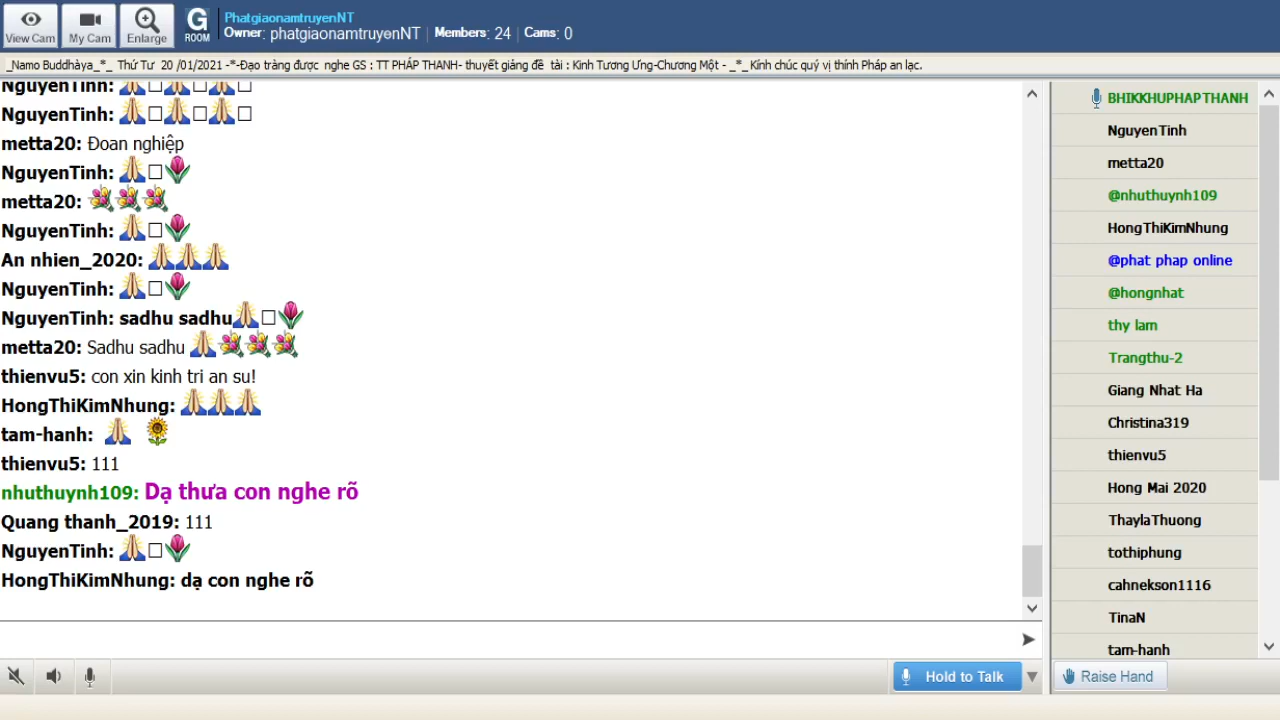 View Cam
My Cam
Enlarge
G
ROOM
PhatgiaonamtruyenNT
Owner: phatgiaonamtruyenNT | Members: 24 | Cams: 0
_Namo Buddhàya_*_ Thứ Tư 20 /01/2021 -*-Đạo tràng được nghe GS : TT PHÁP THANH- thuyết giảng đề tài : Kinh Tương Ưng-Chương Một - _*_Kính chúc quý vị thính Pháp an lạc.
NguyenTinh: 🙏□🙏□🙏□
NguyenTinh: 🙏□🙏□🙏□
metta20: Đoan nghiệp
NguyenTinh: 🙏□🌷
metta20: 💐💐💐
NguyenTinh: 🙏□🌷
An nhien_2020: 🙏🙏🙏
NguyenTinh: 🙏□🌷
NguyenTinh: sadhu sadhu🙏□🌷
metta20: Sadhu sadhu 🙏💐💐💐
thienvu5: con xin kinh tri an su!
HongThiKimNhung: 🙏🙏🙏
tam-hanh: 🙏 🌻
thienvu5: 111
nhuthuynh109: Dạ thưa con nghe rõ
Quang thanh_2019: 111
NguyenTinh: 🙏□🌷
HongThiKimNhung: dạ con nghe rõ
Hold to Talk
BHIKKHUPHAPTHANH
NguyenTinh
metta20
@nhuthuynh109
HongThiKimNhung
@phat phap online
@hongnhat
thy lam
Trangthu-2
Giang Nhat Ha
Christina319
thienvu5
Hong Mai 2020
ThaylaThuong
tothiphung
cahnekson1116
TinaN
tam-hanh
Raise Hand